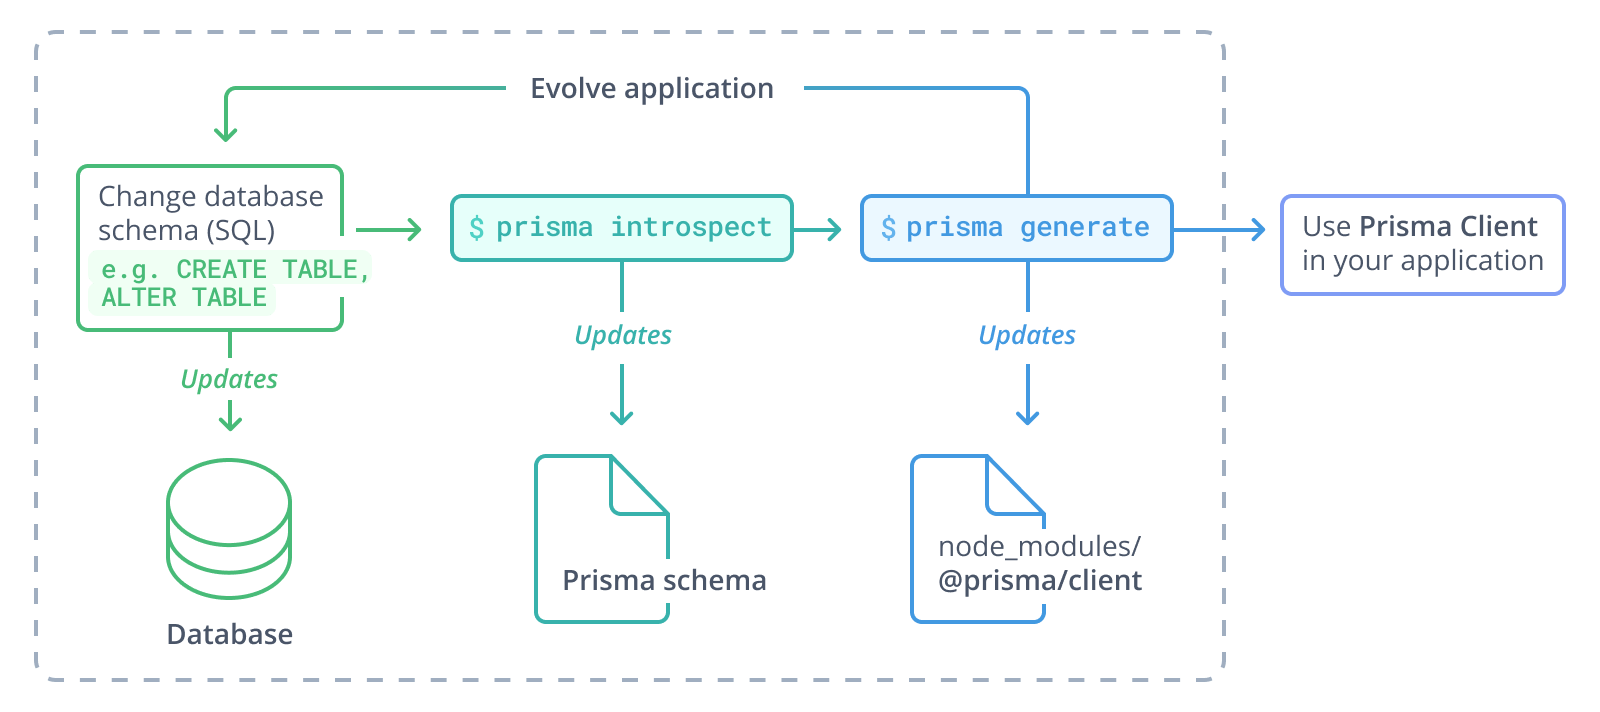 Evolve application
Change database
schema (SQL)
e.g. CREATE TABLE,
ALTER TABLE
$ prisma introspect
$ prisma generate
Use Prisma Client
in your application
Updates
Updates
Updates
Database
Prisma schema
node_modules/
@prisma/client